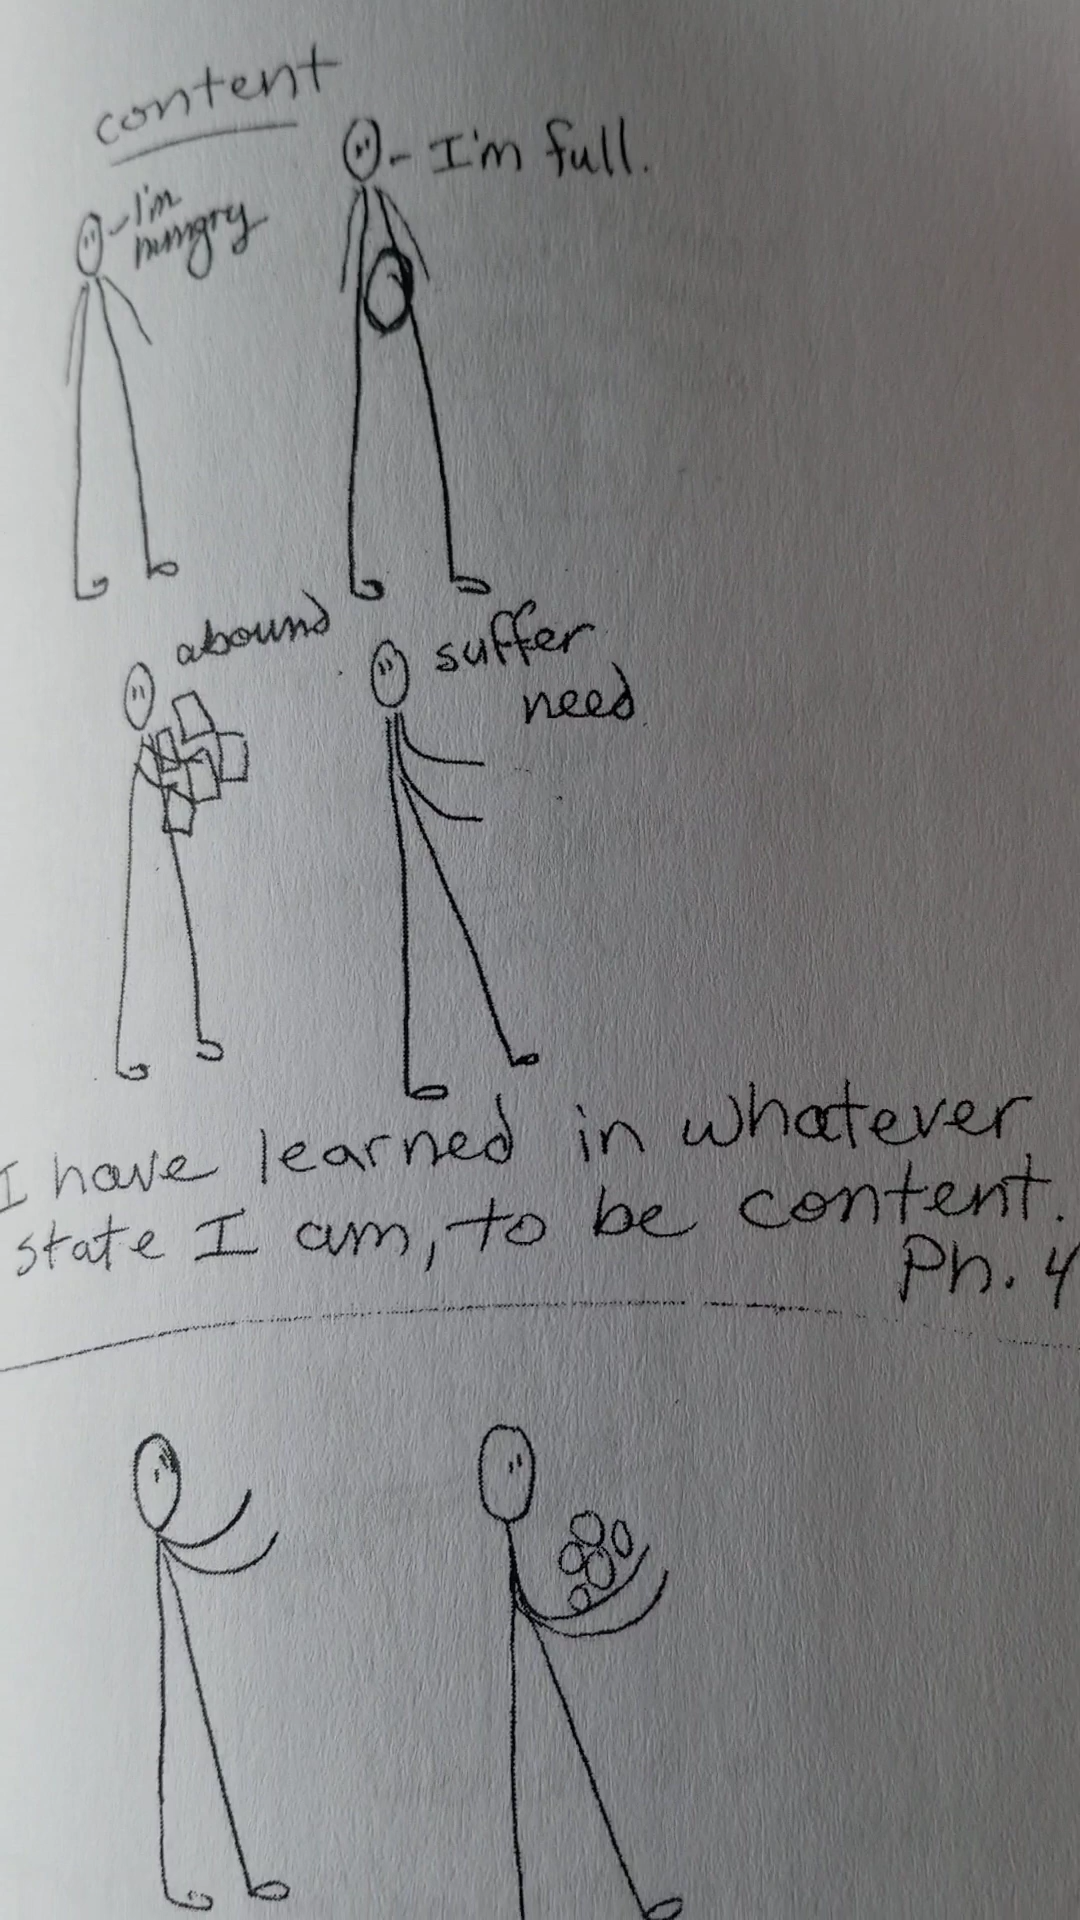 content
- I'm full.
- I'm
hungry
abound
suffer
need
I have learned in whatever
state I am, to be content.
Ph. 4